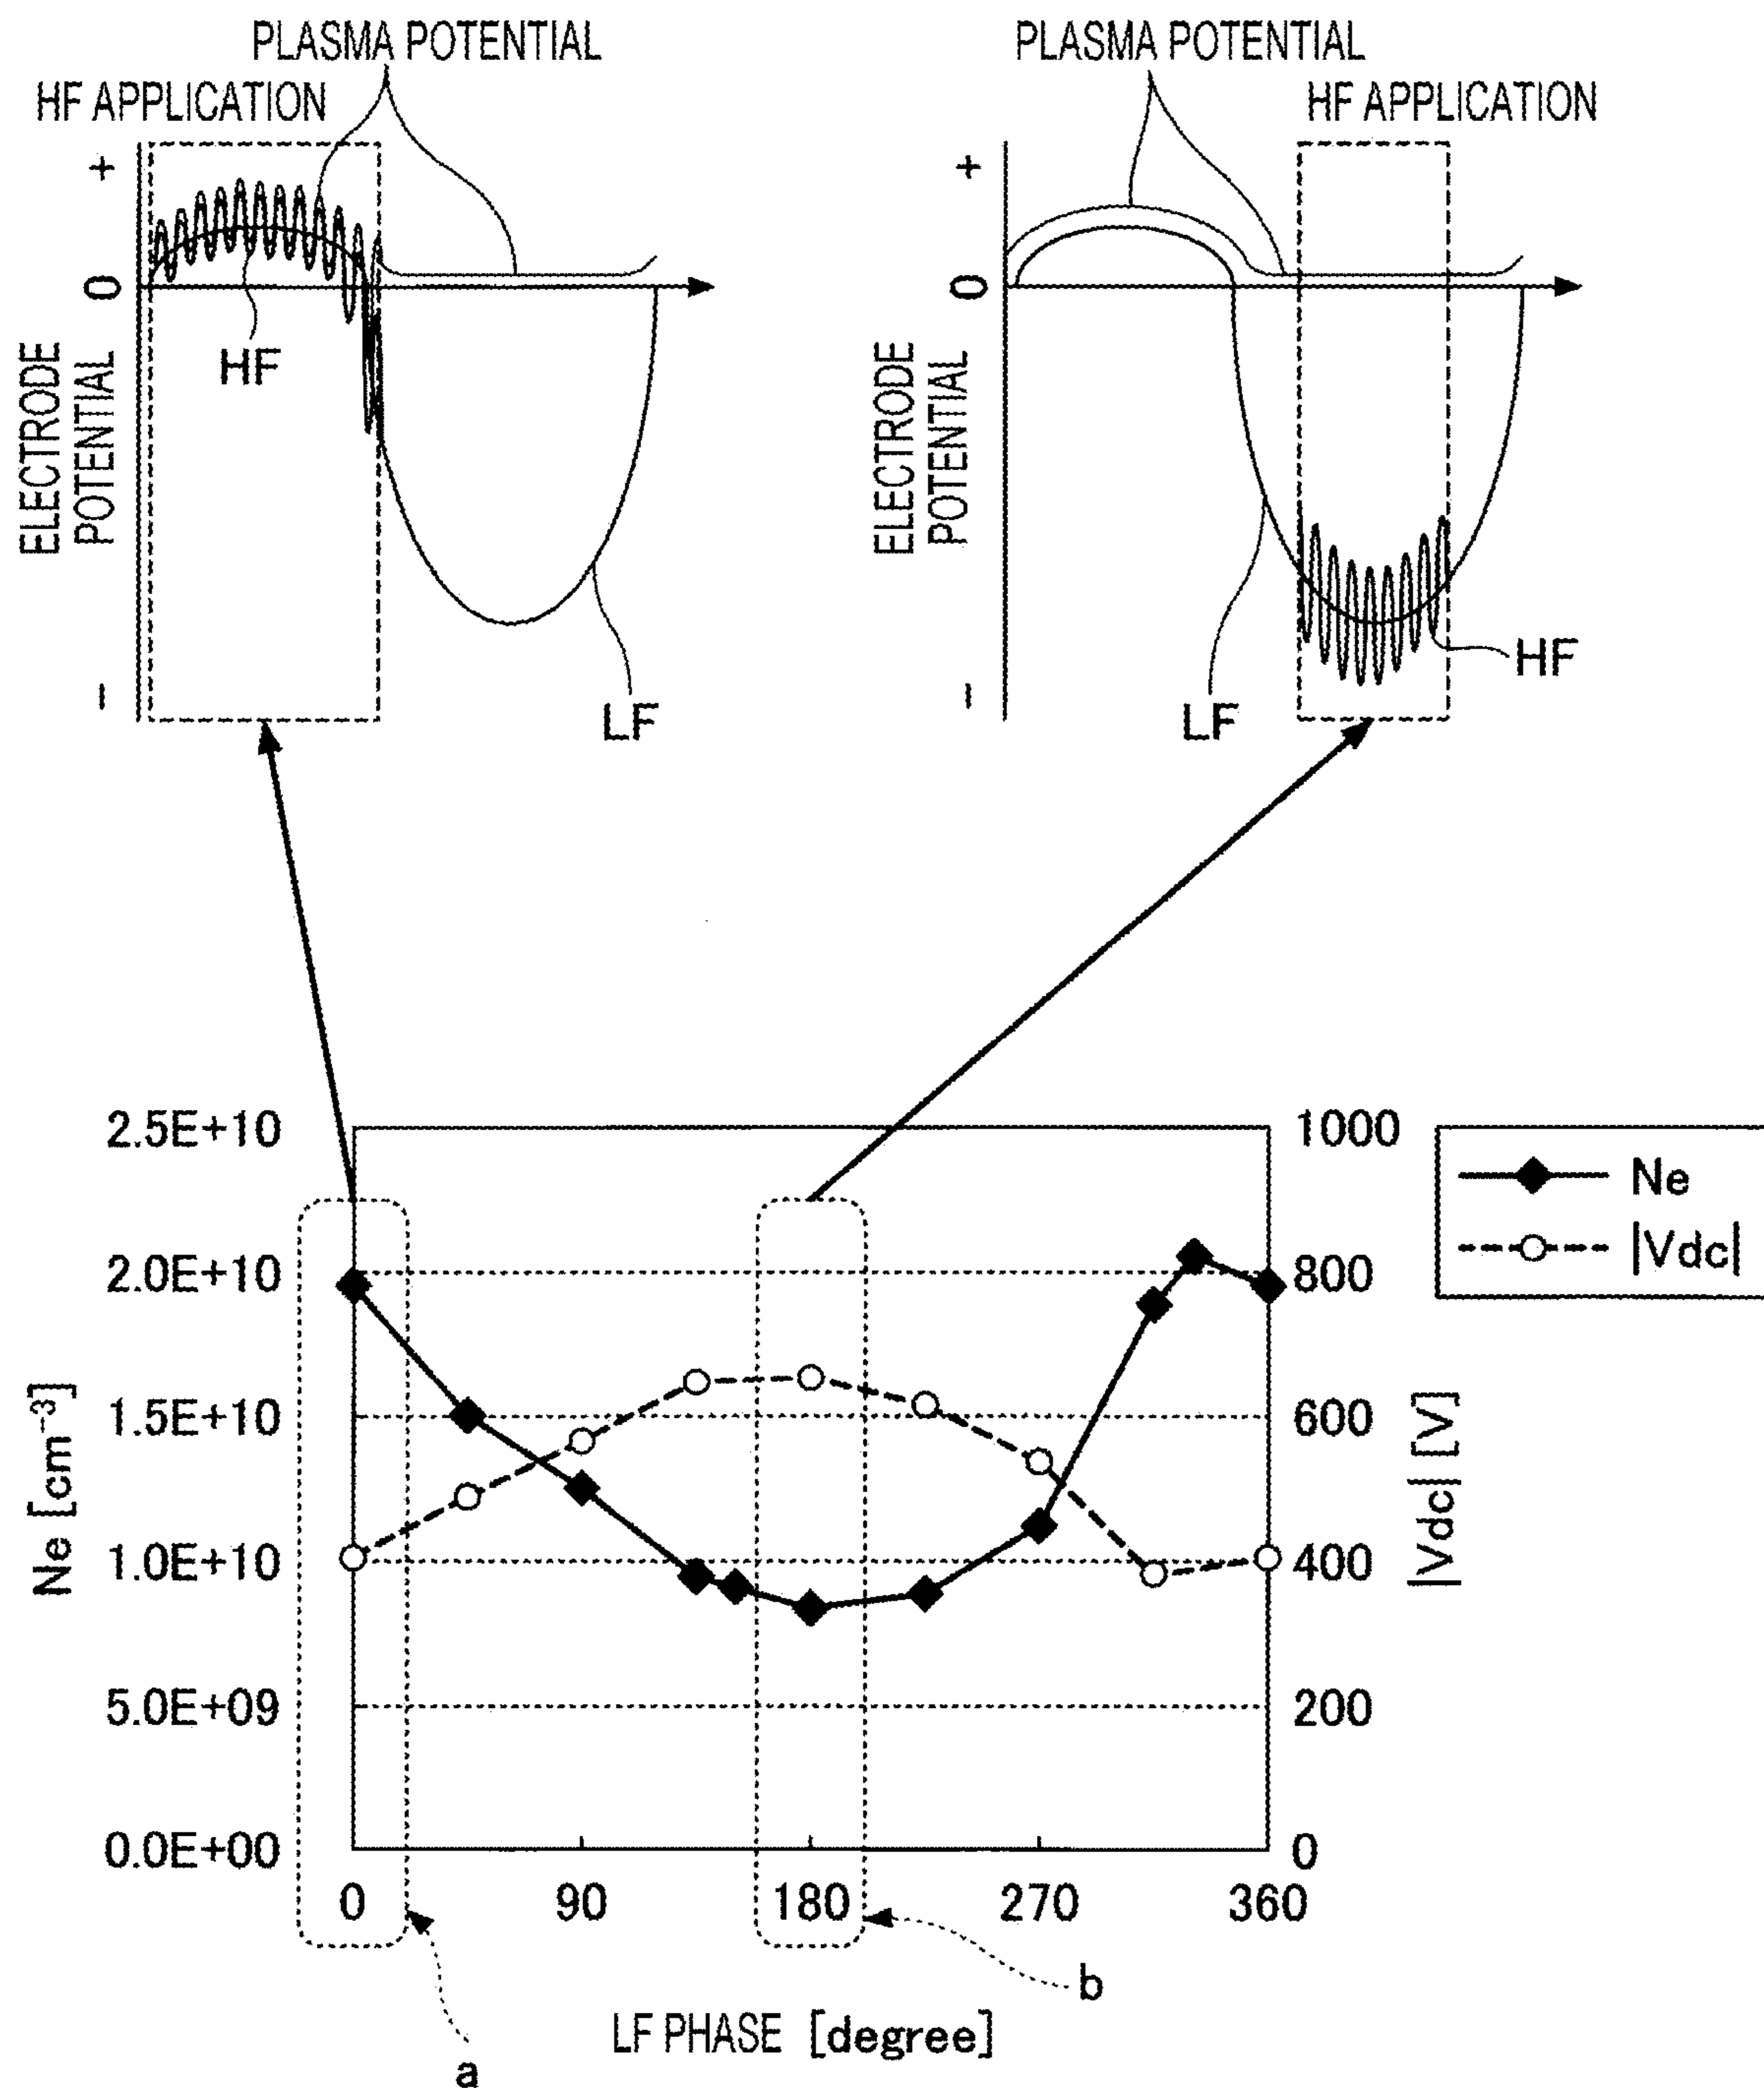 PLASMA POTENTIAL
HF APPLICATION
+
0
−
ELECTRODE
POTENTIAL
HF
LF
PLASMA POTENTIAL
HF APPLICATION
+
0
−
ELECTRODE
POTENTIAL
LF
HF
2.5E+10
2.0E+10
1.5E+10
1.0E+10
5.0E+09
0.0E+00
Ne [cm⁻³]
1000
800
600
400
200
0
|Vdc| [V]
Ne
|Vdc|
0 90 180 270 360
a
b
LF PHASE [degree]